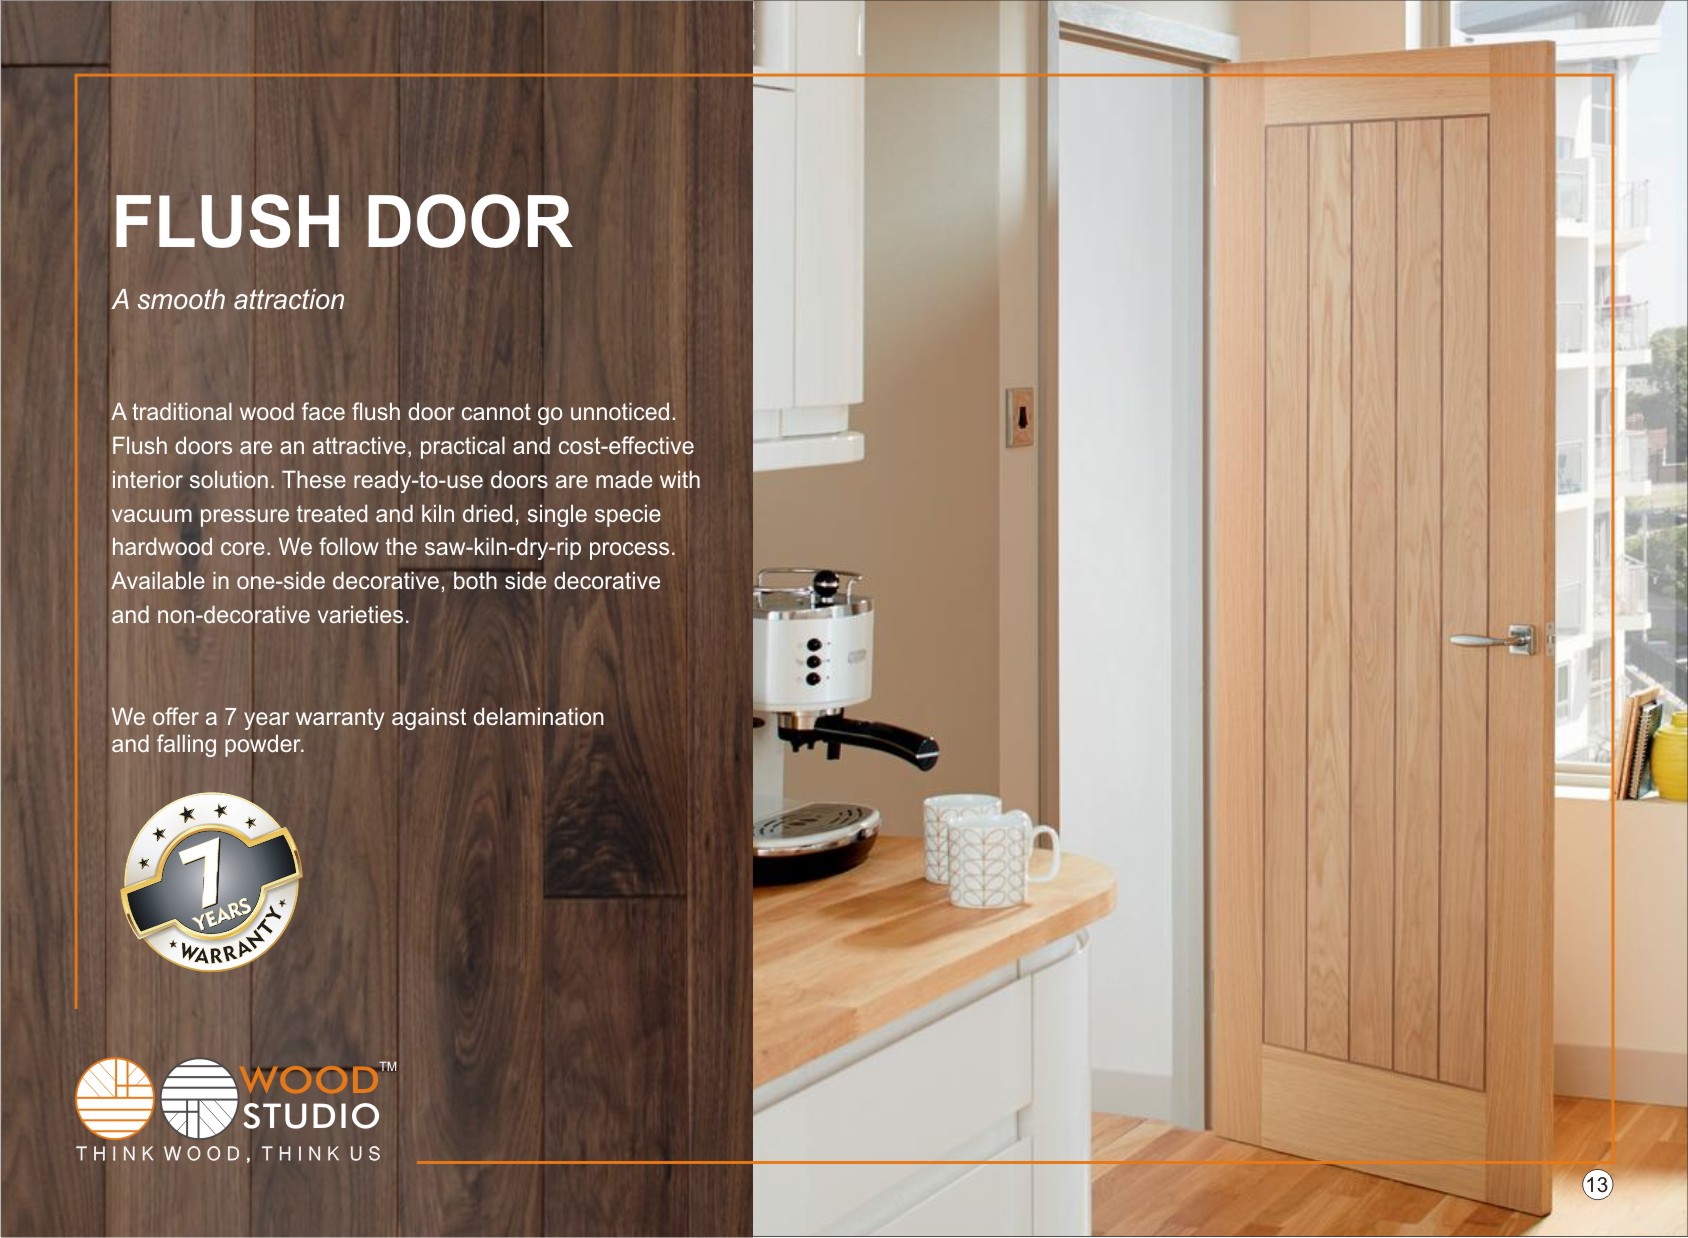 FLUSH DOOR
A smooth attraction
A traditional wood face flush door cannot go unnoticed.
Flush doors are an attractive, practical and cost-effective
interior solution. These ready-to-use doors are made with
vacuum pressure treated and kiln dried, single specie
hardwood core. We follow the saw-kiln-dry-rip process.
Available in one-side decorative, both side decorative
and non-decorative varieties.
We offer a 7 year warranty against delamination
and falling powder.
7
YEARS
WARRANTY
WOOD™
STUDIO
THINK WOOD, THINK US
13